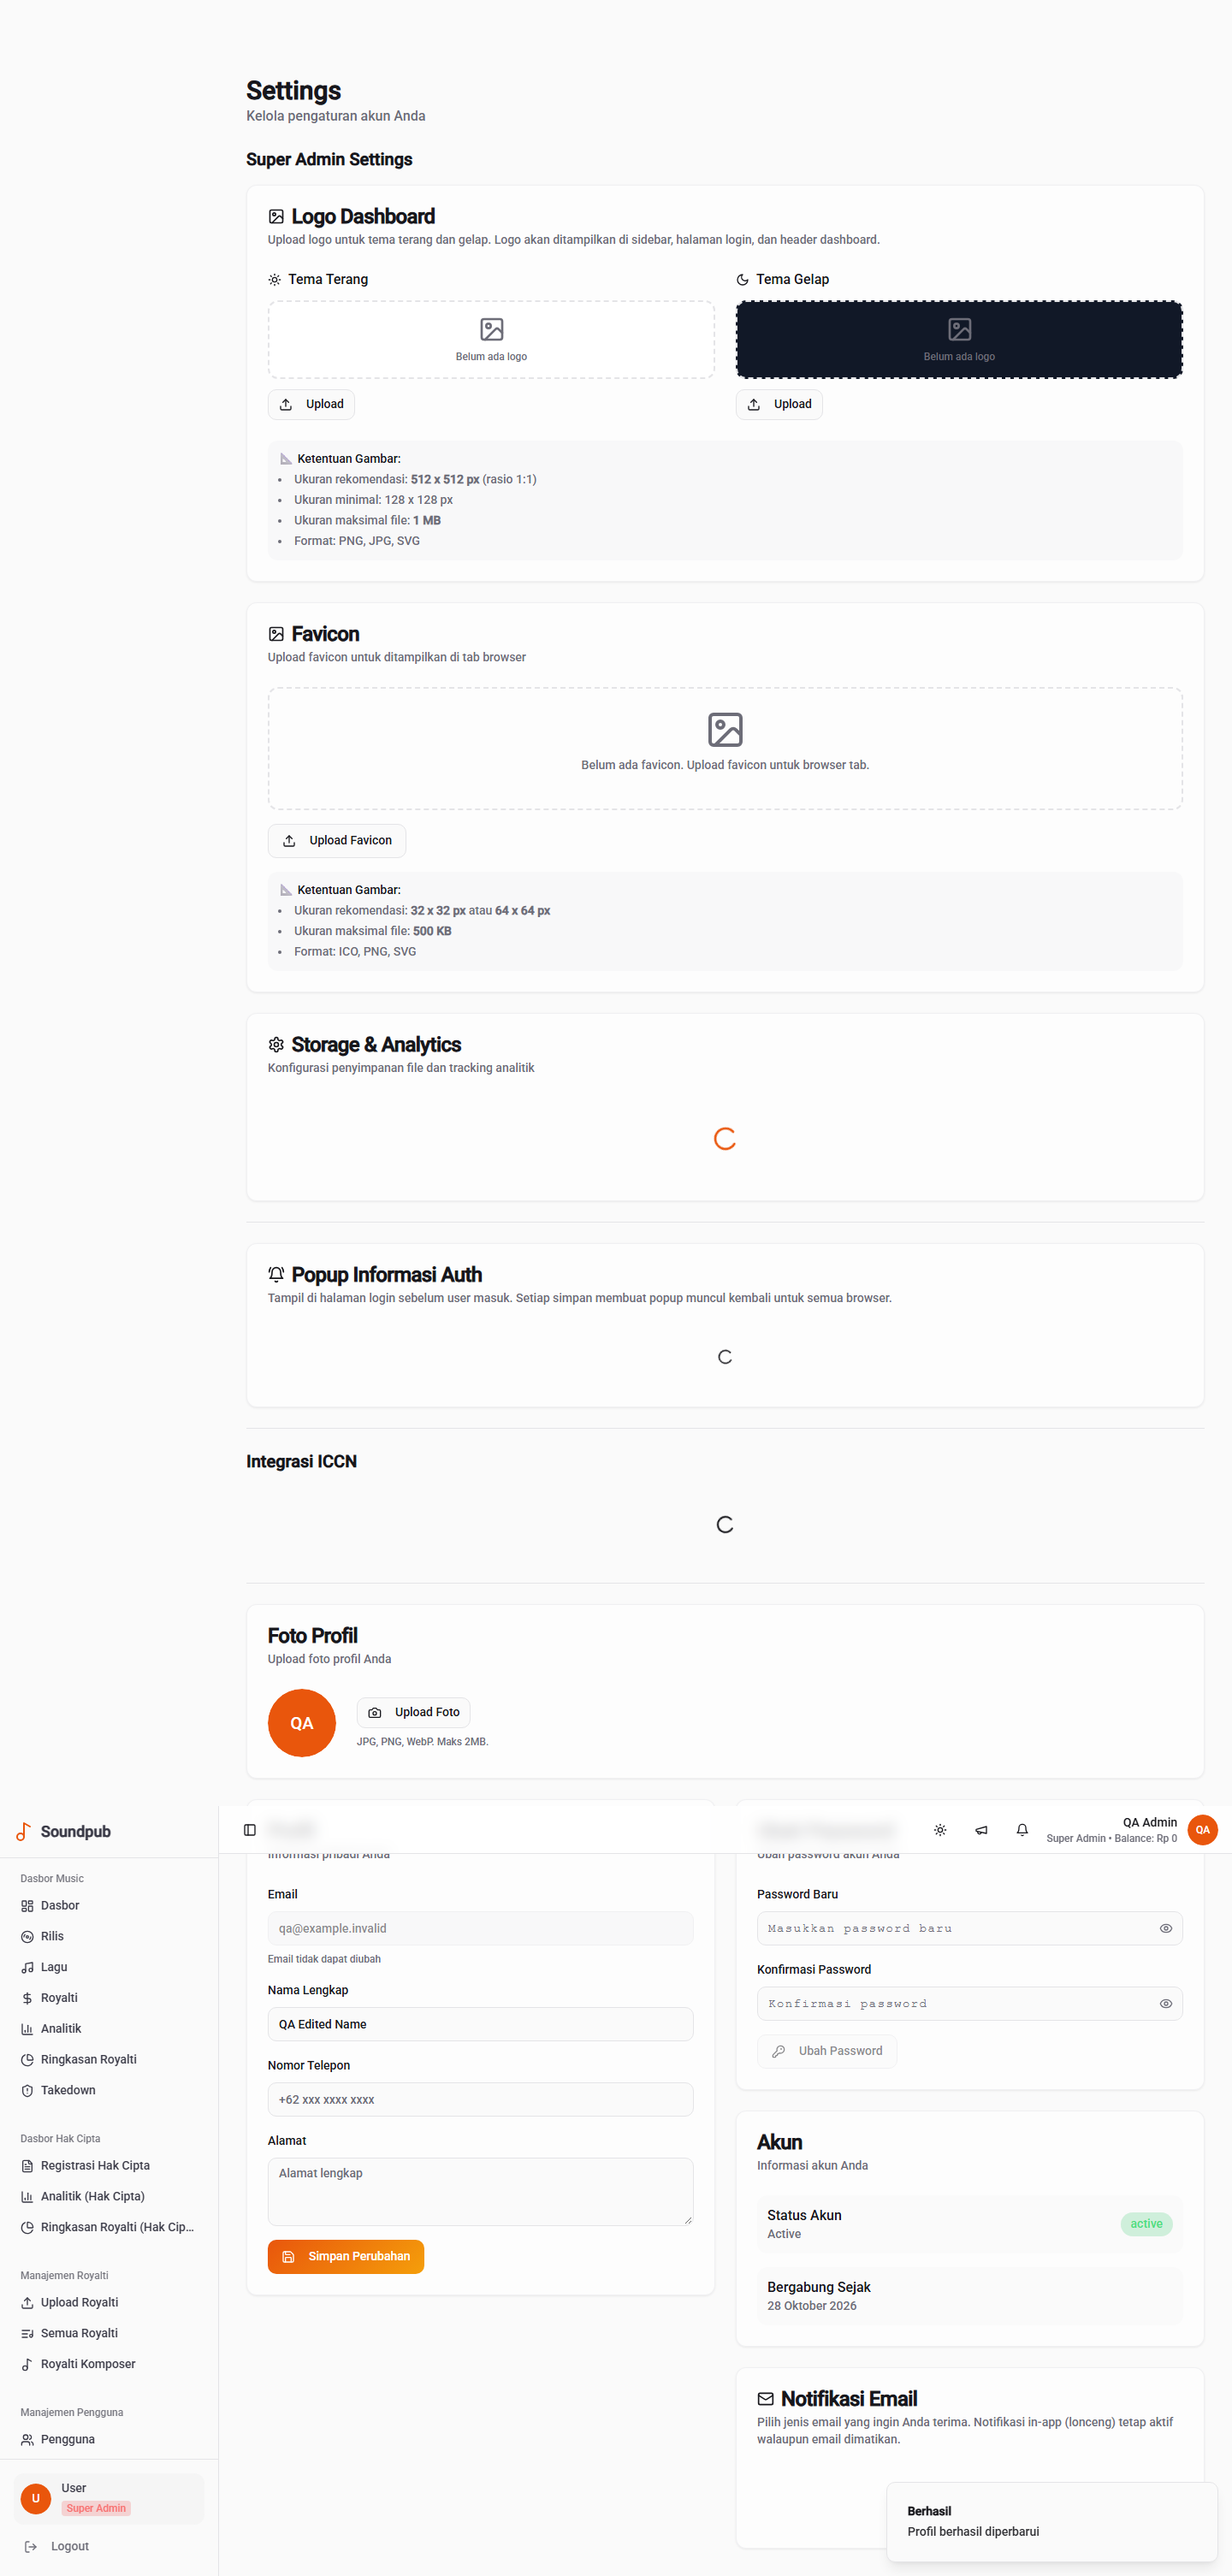 Settings
Kelola pengaturan akun Anda
Super Admin Settings
Logo Dashboard
Upload logo untuk tema terang dan gelap. Logo akan ditampilkan di sidebar, halaman login, dan header dashboard.
Tema Terang
Belum ada logo
Upload
Tema Gelap
Belum ada logo
Upload
Ketentuan Gambar:
• Ukuran rekomendasi: 512 x 512 px (rasio 1:1)
• Ukuran minimal: 128 x 128 px
• Ukuran maksimal file: 1 MB
• Format: PNG, JPG, SVG
Favicon
Upload favicon untuk ditampilkan di tab browser
Belum ada favicon. Upload favicon untuk browser tab.
Upload Favicon
Ketentuan Gambar:
• Ukuran rekomendasi: 32 x 32 px atau 64 x 64 px
• Ukuran maksimal file: 500 KB
• Format: ICO, PNG, SVG
Storage & Analytics
Konfigurasi penyimpanan file dan tracking analitik
Popup Informasi Auth
Tampil di halaman login sebelum user masuk. Setiap simpan membuat popup muncul kembali untuk semua browser.
Integrasi ICCN
Foto Profil
Upload foto profil Anda
QA
Upload Foto
JPG, PNG, WebP. Maks 2MB.
Soundpub
Dasbor Music
Dasbor
Rilis
Lagu
Royalti
Analitik
Ringkasan Royalti
Takedown
Dasbor Hak Cipta
Registrasi Hak Cipta
Analitik (Hak Cipta)
Ringkasan Royalti (Hak Cip...
Manajemen Royalti
Upload Royalti
Semua Royalti
Royalti Komposer
Manajemen Pengguna
Pengguna
U
User
Super Admin
Logout
QA Admin
Super Admin • Balance: Rp 0
QA
Informasi pribadi Anda
Email
qa@example.invalid
Email tidak dapat diubah
Nama Lengkap
QA Edited Name
Nomor Telepon
+62 xxx xxxx xxxx
Alamat
Alamat lengkap
Simpan Perubahan
Ubah password akun Anda
Password Baru
Masukkan password baru
Konfirmasi Password
Konfirmasi password
Ubah Password
Akun
Informasi akun Anda
Status Akun
Active
active
Bergabung Sejak
28 Oktober 2026
Notifikasi Email
Pilih jenis email yang ingin Anda terima. Notifikasi in-app (lonceng) tetap aktif
walaupun email dimatikan.
Berhasil
Profil berhasil diperbarui